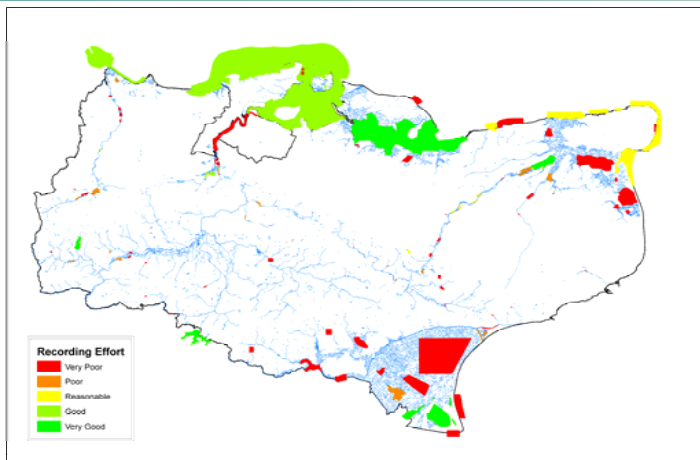 Recording Effort
Very Poor
Poor
Reasonable
Good
Very Good